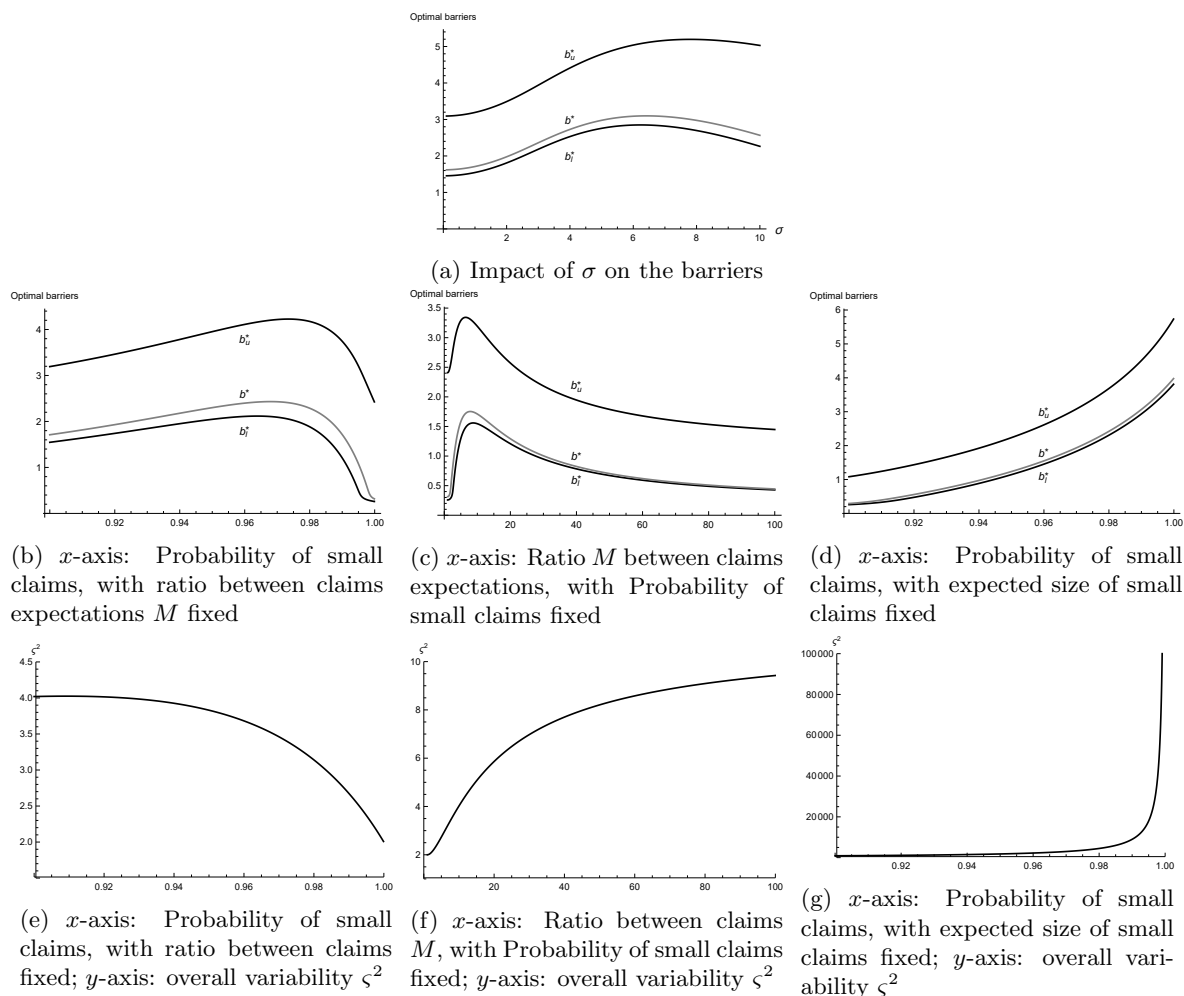 Optimal barriers
5
4
3
2
1
b*u
b*
b*l
2
4
6
8
10
σ
(a) Impact of σ on the barriers
Optimal barriers
4
3
2
1
b*u
b*
b*l
0.92
0.94
0.96
0.98
1.00
(b) x-axis: Probability of small
claims, with ratio between claims
expectations M fixed
Optimal barriers
3.5
3.0
2.5
2.0
1.5
1.0
0.5
b*u
b*
b*l
20
40
60
80
100
(c) x-axis: Ratio M between claims
expectations, with Probability of
small claims fixed
Optimal barriers
6
5
4
3
2
1
b*u
b*
b*l
0.92
0.94
0.96
0.98
1.00
(d) x-axis: Probability of small
claims, with expected size of small
claims fixed
ς²
4.5
4.0
3.5
3.0
2.5
2.0
0.92
0.94
0.96
0.98
1.00
(e) x-axis: Probability of small
claims, with ratio between claims
fixed; y-axis: overall variability ς²
ς²
10
8
6
4
2
20
40
60
80
100
(f) x-axis: Ratio between claims
M, with Probability of small claims
fixed; y-axis: overall variability ς²
ς²
100000
80000
60000
40000
20000
0.92
0.94
0.96
0.98
1.00
(g) x-axis: Probability of small
claims, with expected size of small
claims fixed; y-axis: overall vari-
ability ς²